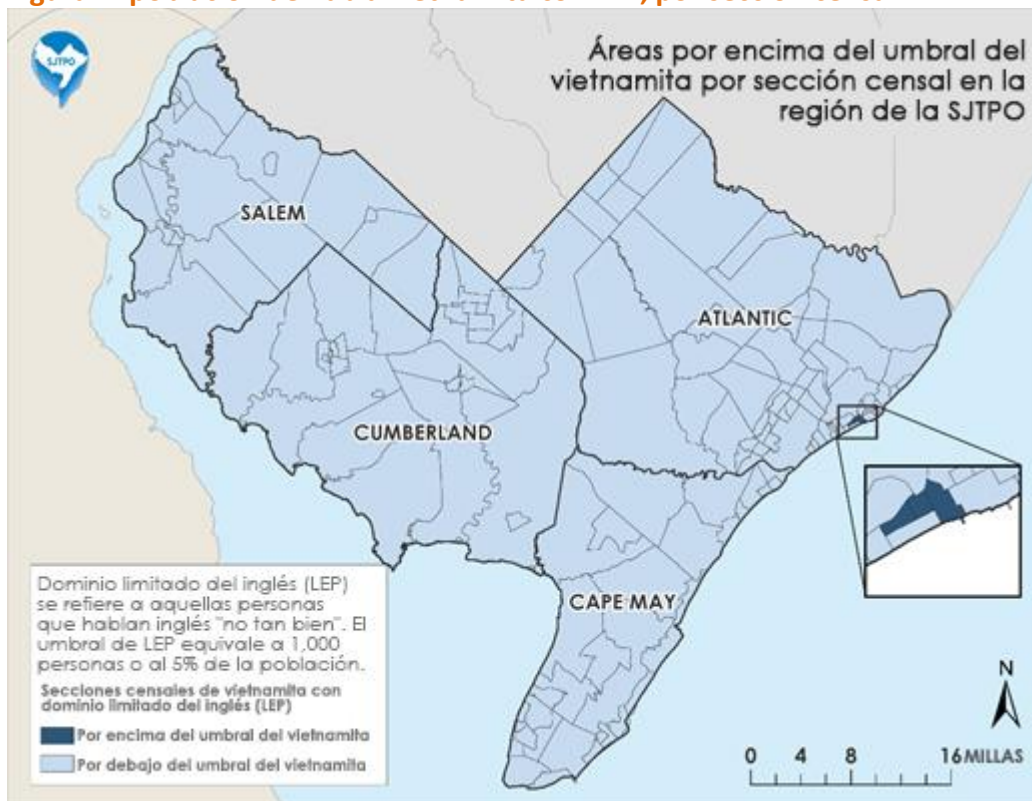 SJTPO
Áreas por encima del umbral del
vietnamita por sección censal en la
región de la SJTPO
SALEM
ATLANTIC
CUMBERLAND
CAPE MAY
Dominio limitado del inglés (LEP)
se refiere a aquellas personas
que hablan inglés "no tan bien". El
umbral de LEP equivale a 1,000
personas o al 5% de la población.
Secciones censales de vietnamita con
dominio limitado del inglés (LEP)
Por encima del umbral del vietnamita
Por debajo del umbral del vietnamita
N
0 4 8 16 MILLAS